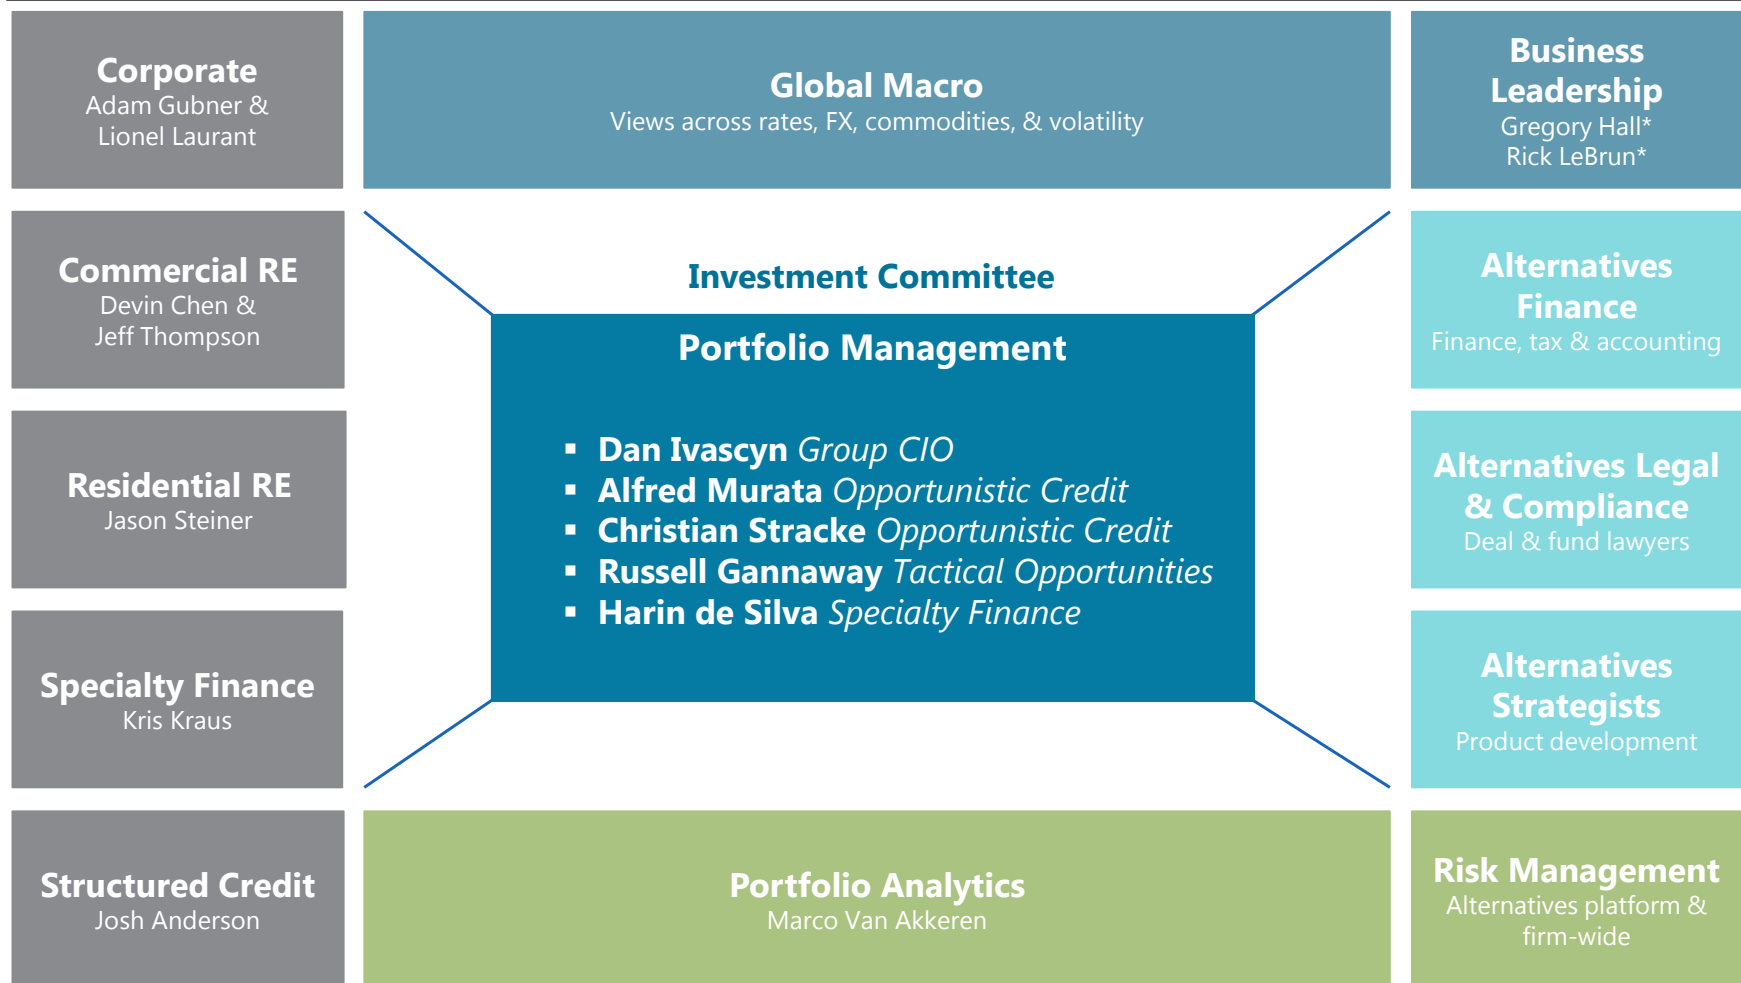 Corporate
Adam Gubner &
Lionel Laurant
Global Macro
Views across rates, FX, commodities, & volatility
Business
Leadership
Gregory Hall*
Rick LeBrun*
Commercial RE
Devin Chen &
Jeff Thompson
Investment Committee
Portfolio Management
▪ Dan Ivascyn Group CIO
▪ Alfred Murata Opportunistic Credit
▪ Christian Stracke Opportunistic Credit
▪ Russell Gannaway Tactical Opportunities
▪ Harin de Silva Specialty Finance
Alternatives
Finance
Finance, tax & accounting
Residential RE
Jason Steiner
Alternatives Legal
& Compliance
Deal & fund lawyers
Specialty Finance
Kris Kraus
Alternatives
Strategists
Product development
Structured Credit
Josh Anderson
Portfolio Analytics
Marco Van Akkeren
Risk Management
Alternatives platform &
firm-wide